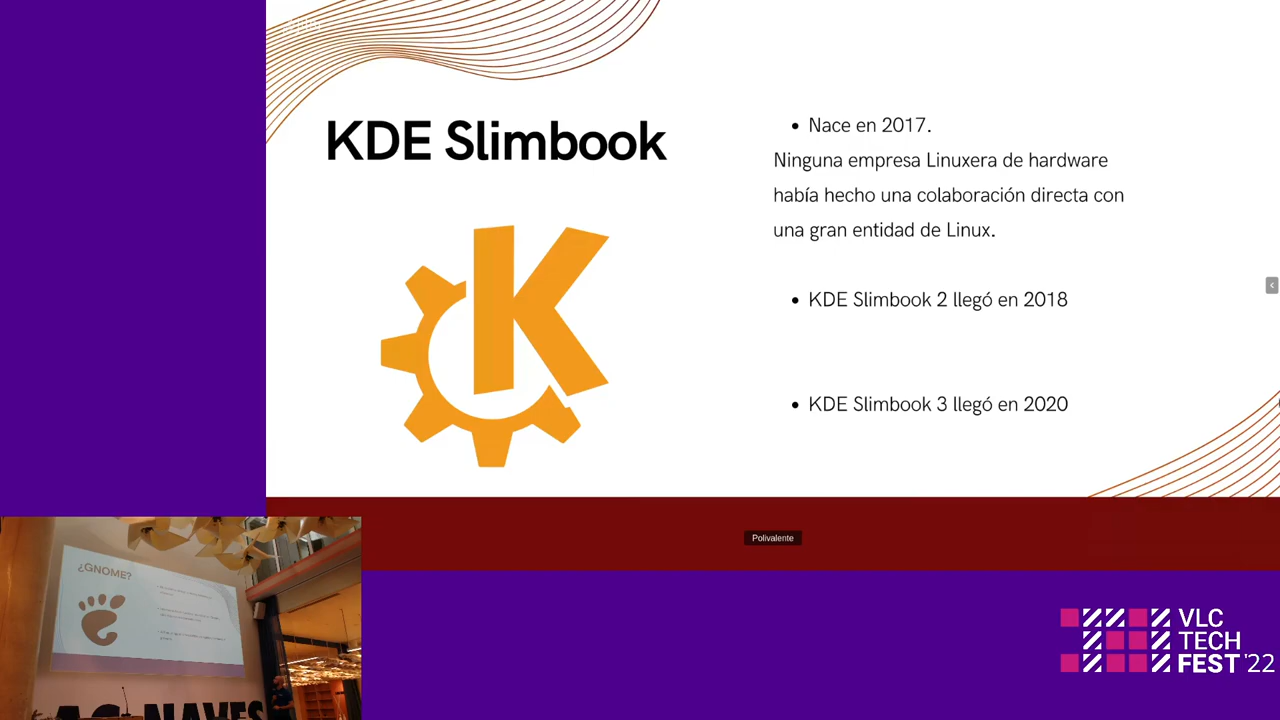 KDE Slimbook
Nace en 2017.
Ninguna empresa Linuxera de hardware
había hecho una colaboración directa con
una gran entidad de Linux.
KDE Slimbook 2 llegó en 2018
KDE Slimbook 3 llegó en 2020
Polivalente
¿GNOME?
NAVES
VLC
TECH
FEST '22